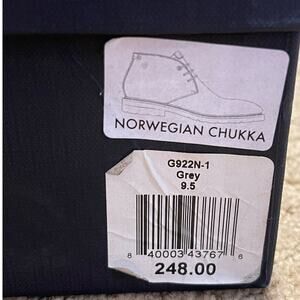 NORWEGIAN CHUKKA
G922N-1
Grey
9.5
8 40003 43767 6
248.00